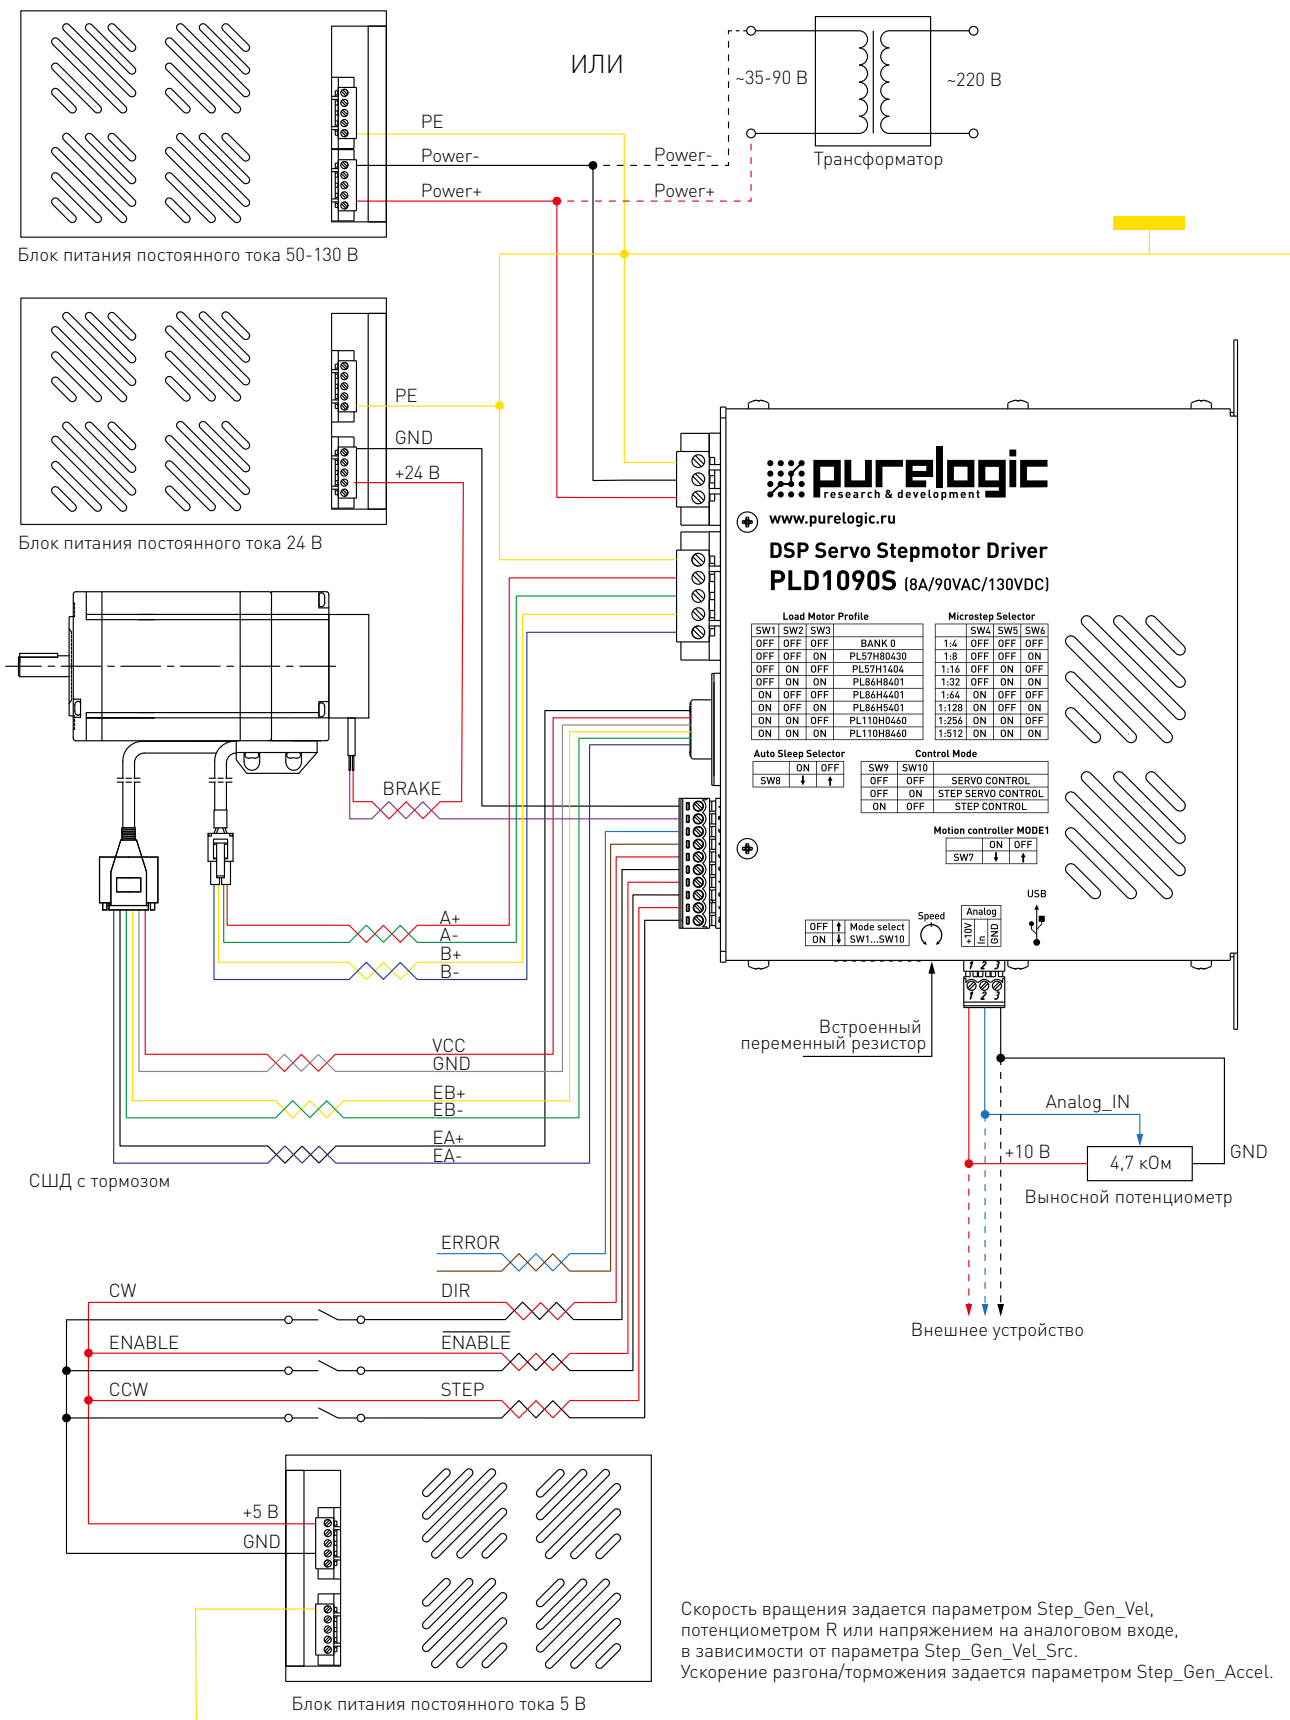 ИЛИ
~35-90 В
~220 В
Трансформатор
PE
Power-
Power-
Power+
Power+
Блок питания постоянного тока 50-130 В
PE
GND
+24 В
Блок питания постоянного тока 24 В
purelogic
research & development
www.purelogic.ru
DSP Servo Stepmotor Driver
PLD1090S (8A/90VAC/130VDC)
Load Motor Profile
SW1 SW2 SW3
OFF OFF OFF BANK 0
OFF OFF ON PL57H80430
OFF ON OFF PL57H1404
OFF ON ON PL86H8401
ON OFF OFF PL86H4401
ON OFF ON PL86H5401
ON ON OFF PL110H0460
ON ON ON PL110H8460
Microstep Selector
SW4 SW5 SW6
1:4 OFF OFF OFF
1:8 OFF OFF ON
1:16 OFF ON OFF
1:32 OFF ON ON
1:64 ON OFF OFF
1:128 ON OFF ON
1:256 ON ON OFF
1:512 ON ON ON
Auto Sleep Selector
ON OFF
SW8
Control Mode
SW9 SW10
OFF OFF SERVO CONTROL
OFF ON STEP SERVO CONTROL
ON OFF STEP CONTROL
Motion controller MODE1
ON OFF
SW7
USB
OFF Mode select
ON SW1...SW10
Speed
Analog
+10V In GND
1 2 3
1 2 3
BRAKE
A+
A-
B+
B-
VCC
GND
EB+
EB-
EA+
EA-
СШД с тормозом
Встроенный
переменный резистор
Analog_IN
+10 В
4,7 кОм
GND
Выносной потенциометр
Внешнее устройство
ERROR
CW
DIR
ENABLE
ENABLE
CCW
STEP
+5 В
GND
Блок питания постоянного тока 5 В
Скорость вращения задается параметром Step_Gen_Vel,
потенциометром R или напряжением на аналоговом входе,
в зависимости от параметра Step_Gen_Vel_Src.
Ускорение разгона/торможения задается параметром Step_Gen_Accel.